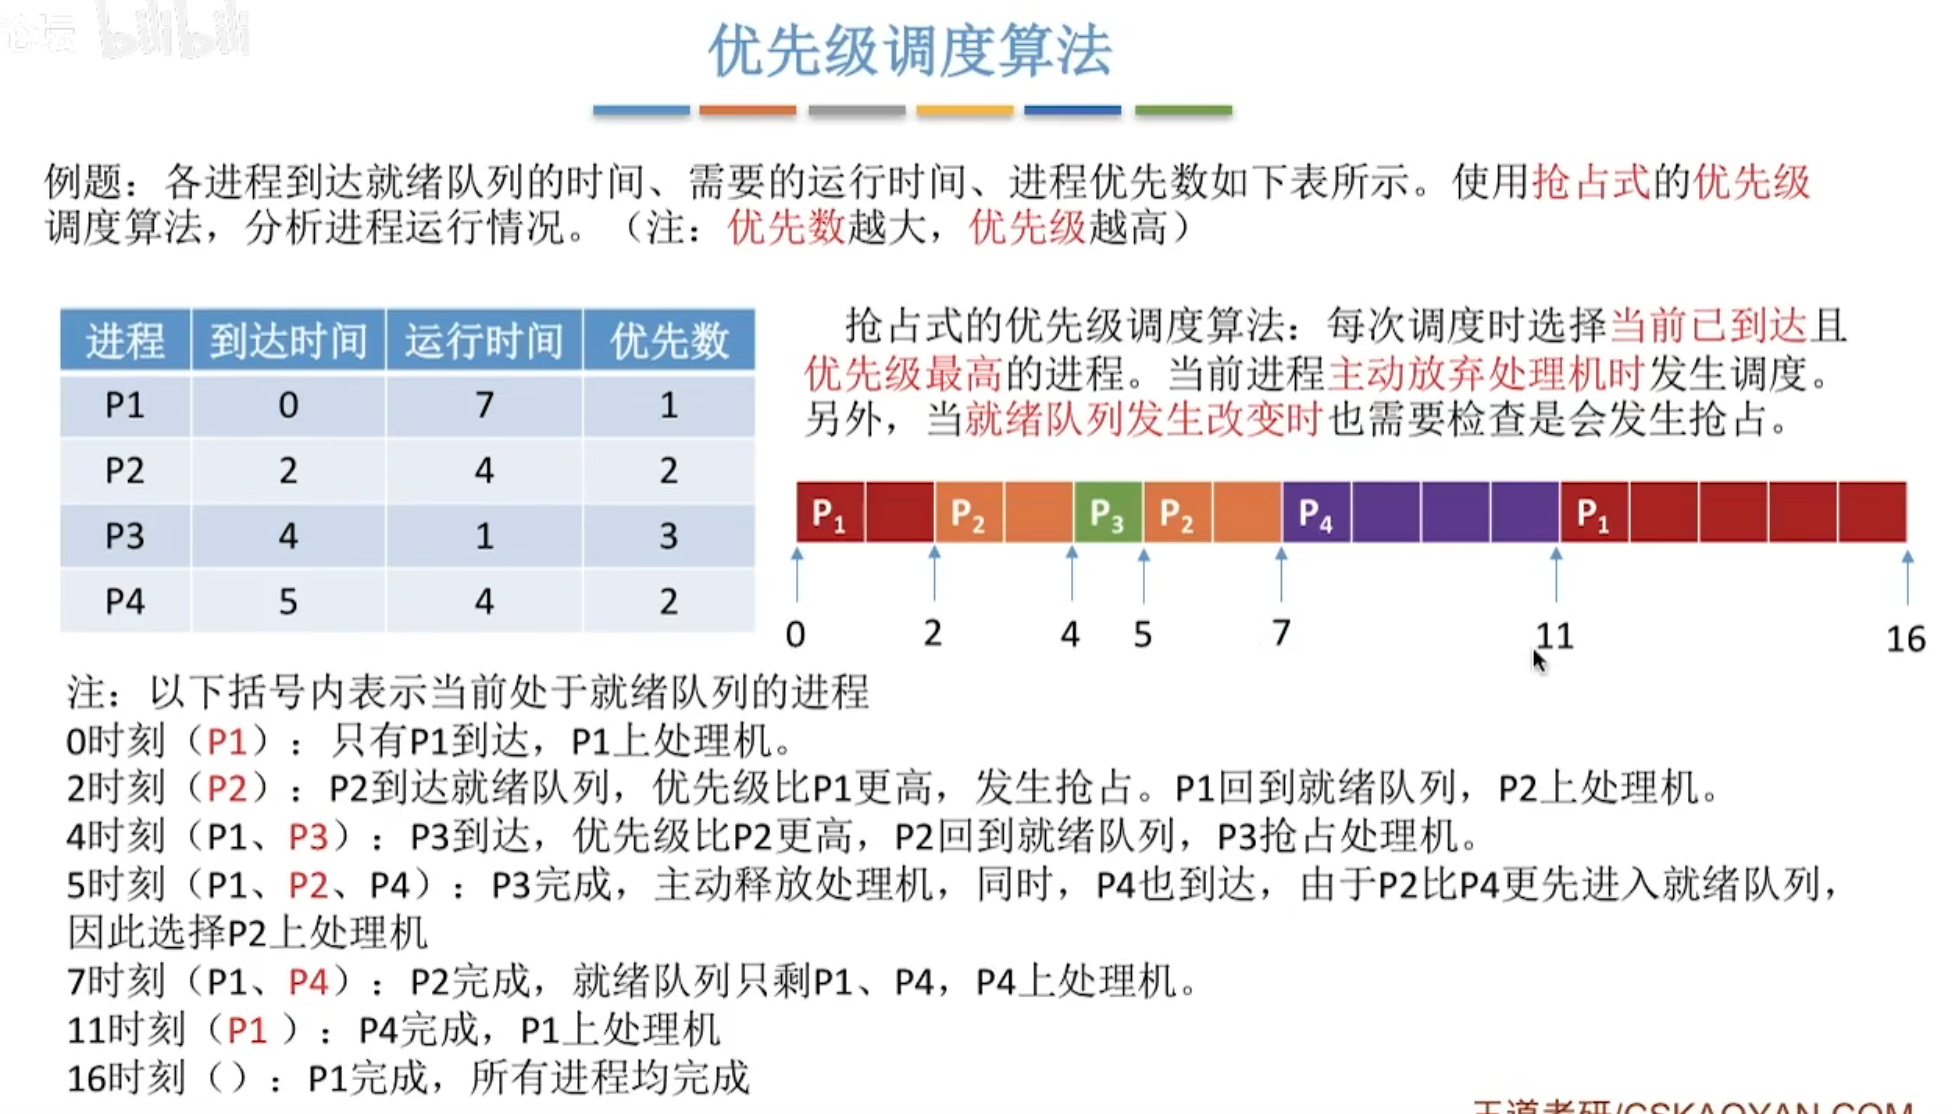 论坛 bilibili
优先级调度算法
例题：各进程到达就绪队列的时间、需要的运行时间、进程优先数如下表所示。使用抢占式的优先级
调度算法，分析进程运行情况。（注：优先数越大，优先级越高）
进程 到达时间 运行时间 优先数
P1 0 7 1
P2 2 4 2
P3 4 1 3
P4 5 4 2
抢占式的优先级调度算法：每次调度时选择当前已到达且
优先级最高的进程。当前进程主动放弃处理机时发生调度。
另外，当就绪队列发生改变时也需要检查是会发生抢占。
P1 P2 P3 P2 P4 P1
0 2 4 5 7 11 16
注：以下括号内表示当前处于就绪队列的进程
0时刻（P1）：只有P1到达，P1上处理机。
2时刻（P2）：P2到达就绪队列，优先级比P1更高，发生抢占。P1回到就绪队列，P2上处理机。
4时刻（P1、P3）：P3到达，优先级比P2更高，P2回到就绪队列，P3抢占处理机。
5时刻（P1、P2、P4）：P3完成，主动释放处理机，同时，P4也到达，由于P2比P4更先进入就绪队列，
因此选择P2上处理机
7时刻（P1、P4）：P2完成，就绪队列只剩P1、P4，P4上处理机。
11时刻（P1 ）：P4完成，P1上处理机
16时刻（）：P1完成，所有进程均完成
王道考研/CSKAOYAN.COM